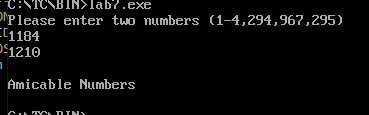 C:\TC\BIN>lab7.exe
Please enter two numbers (1-4,294,967,295)
1184
1210
Amicable Numbers
C:\TC\BIN>